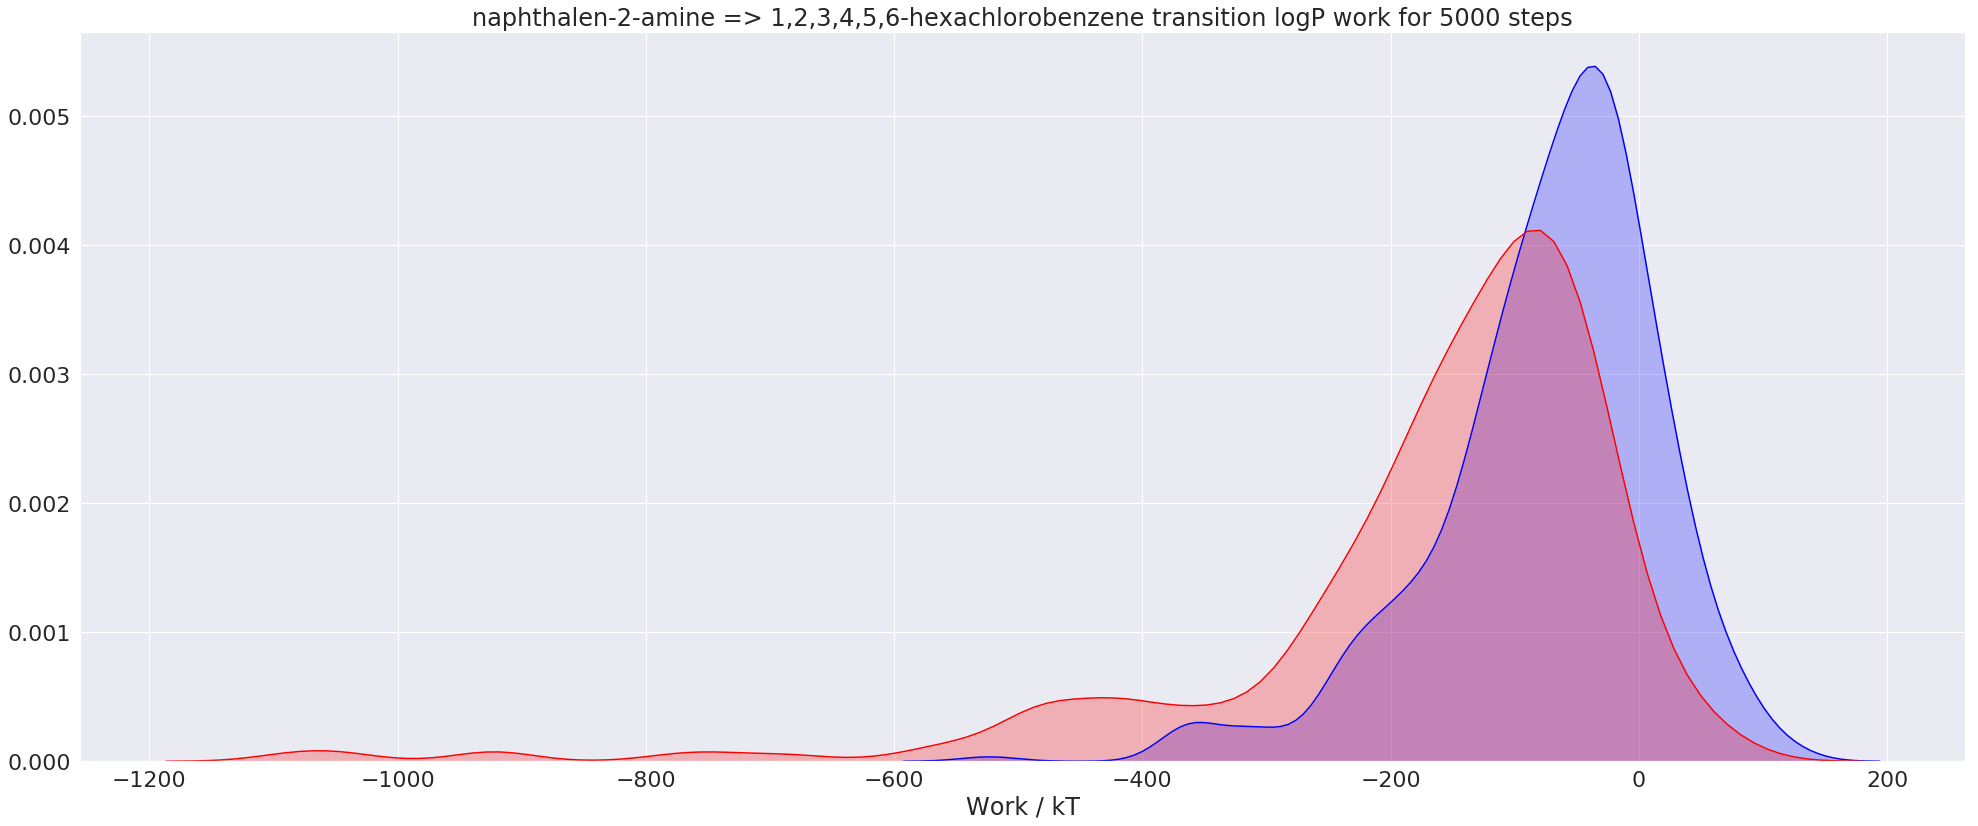 naphthalen-2-amine => 1,2,3,4,5,6-hexachlorobenzene transition logP work for 5000 steps
0.005
0.004
0.003
0.002
0.001
0.000
−1200 −1000 −800 −600 −400 −200 0 200
Work / kT